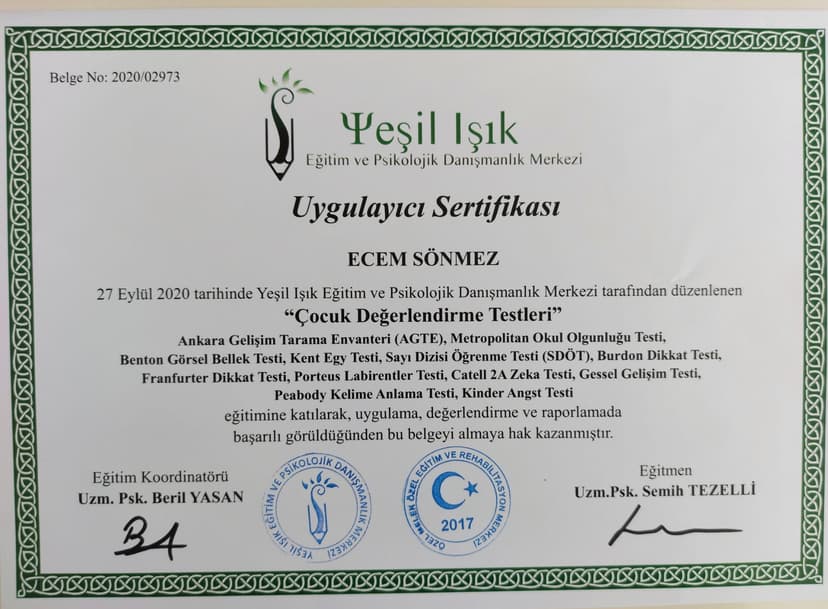 Belge No: 2020/02973
Yeşil Işık
Eğitim ve Psikolojik Danışmanlık Merkezi
Uygulayıcı Sertifikası
ECEM SÖNMEZ
27 Eylül 2020 tarihinde Yeşil Işık Eğitim ve Psikolojik Danışmanlık Merkezi tarafından düzenlenen
“Çocuk Değerlendirme Testleri”
Ankara Gelişim Tarama Envanteri (AGTE), Metropolitan Okul Olgunluğu Testi,
Benton Görsel Bellek Testi, Kent Egy Testi, Sayı Dizisi Öğrenme Testi (SDÖT), Burdon Dikkat Testi,
Franfurter Dikkat Testi, Porteus Labirentler Testi, Catell 2A Zeka Testi, Gessel Gelişim Testi,
Peabody Kelime Anlama Testi, Kinder Angst Testi
eğitimine katılarak, uygulama, değerlendirme ve raporlamada
başarılı görüldüğünden bu belgeyi almaya hak kazanmıştır.
Eğitim Koordinatörü
Uzm. Psk. Beril YASAN
YEŞİL IŞIK EĞİTİM VE PSİKOLOJİK DANIŞMANLIK MERKEZİ
ÖZEL MELEK ÖZEL EĞİTİM VE REHABİLİTASYON MERKEZİ
2017
Eğitmen
Uzm.Psk. Semih TEZELLİ